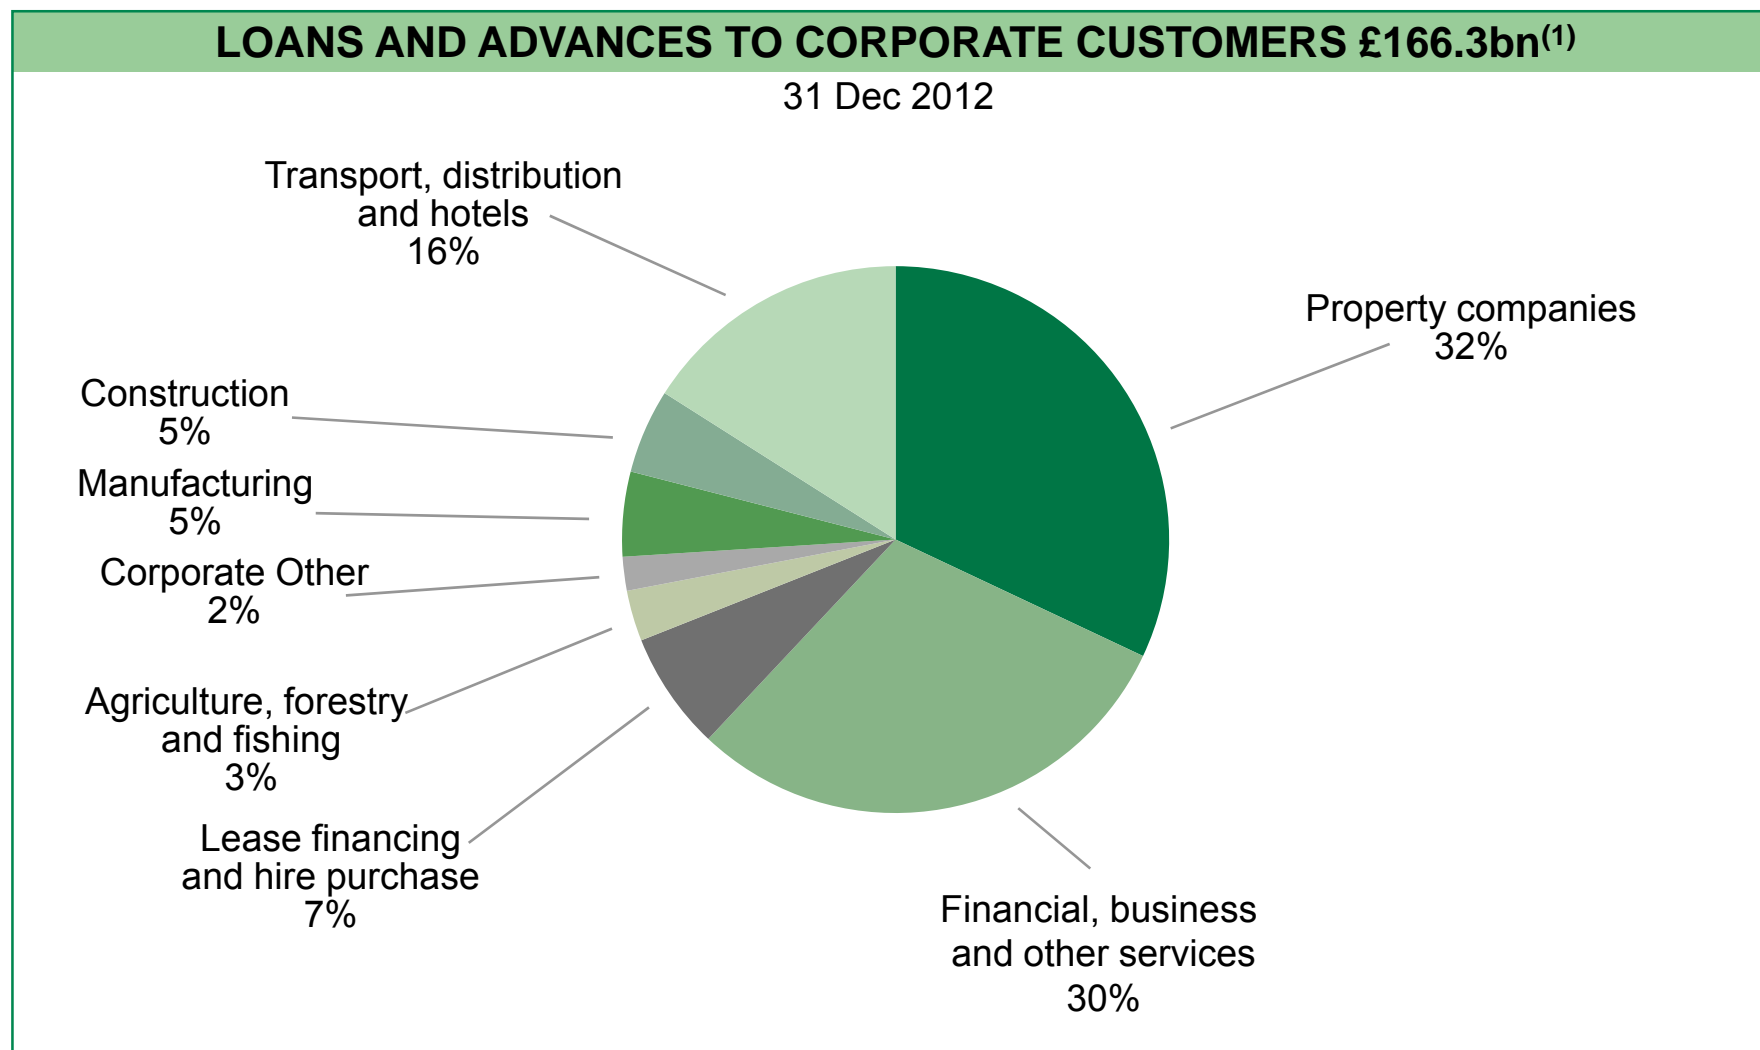 LOANS AND ADVANCES TO CORPORATE CUSTOMERS £166.3bn(1)
31 Dec 2012
Transport, distribution
and hotels
16%
Property companies
32%
Construction
5%
Manufacturing
5%
Corporate Other
2%
Agriculture, forestry
and fishing
3%
Lease financing
and hire purchase
7%
Financial, business
and other services
30%